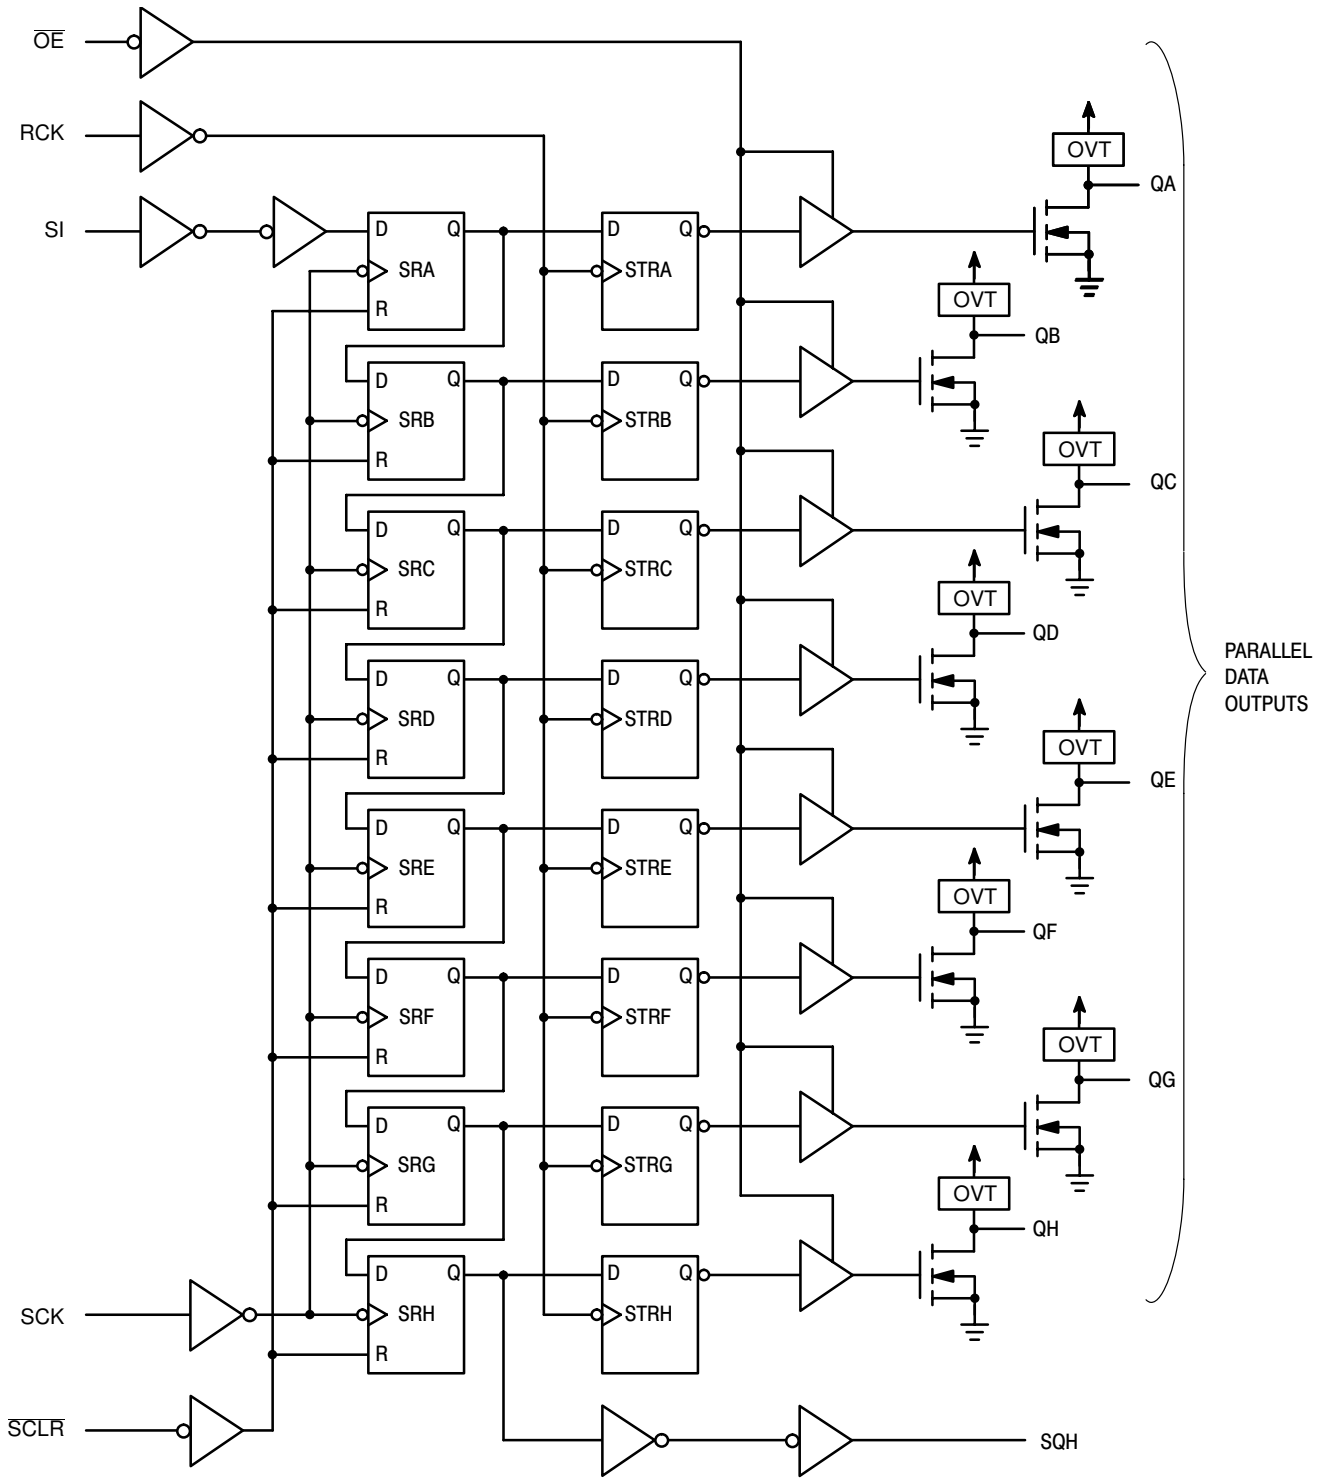 OE
RCK
OVT
QA
SI
D Q D Q
SRA STRA
R
OVT
QB
D Q D Q
SRB STRB
R
OVT
QC
D Q D Q
SRC STRC
R
OVT
QD
D Q D Q
SRD STRD
R
PARALLEL
DATA
OUTPUTS
OVT
QE
D Q D Q
SRE STRE
R
OVT
QF
D Q D Q
SRF STRF
R
OVT
QG
D Q D Q
SRG STRG
R
OVT
QH
D Q D Q
SCK
SRH STRH
R
SCLR
SQH